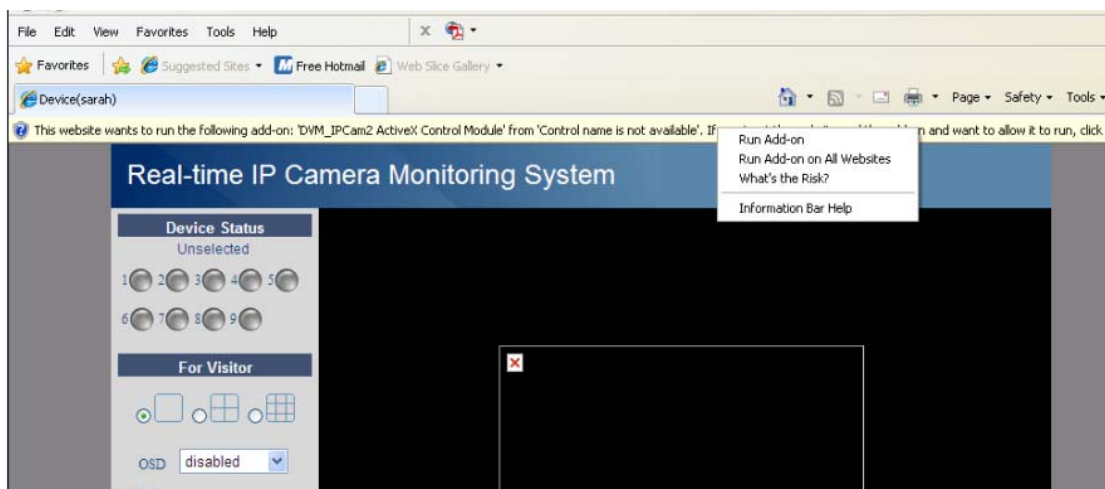 File Edit View Favorites Tools Help
Favorites Suggested Sites Free Hotmail Web Slice Gallery
Device(sarah) Page Safety Tools
This website wants to run the following add-on: 'DVM_IPCam2 ActiveX Control Module' from 'Control name is not available'. If and want to allow it to run, click
Run Add-on
Run Add-on on All Websites
What's the Risk?
Information Bar Help
Real-time IP Camera Monitoring System
Device Status
Unselected
1 2 3 4 5
6 7 8 9
For Visitor
OSD disabled